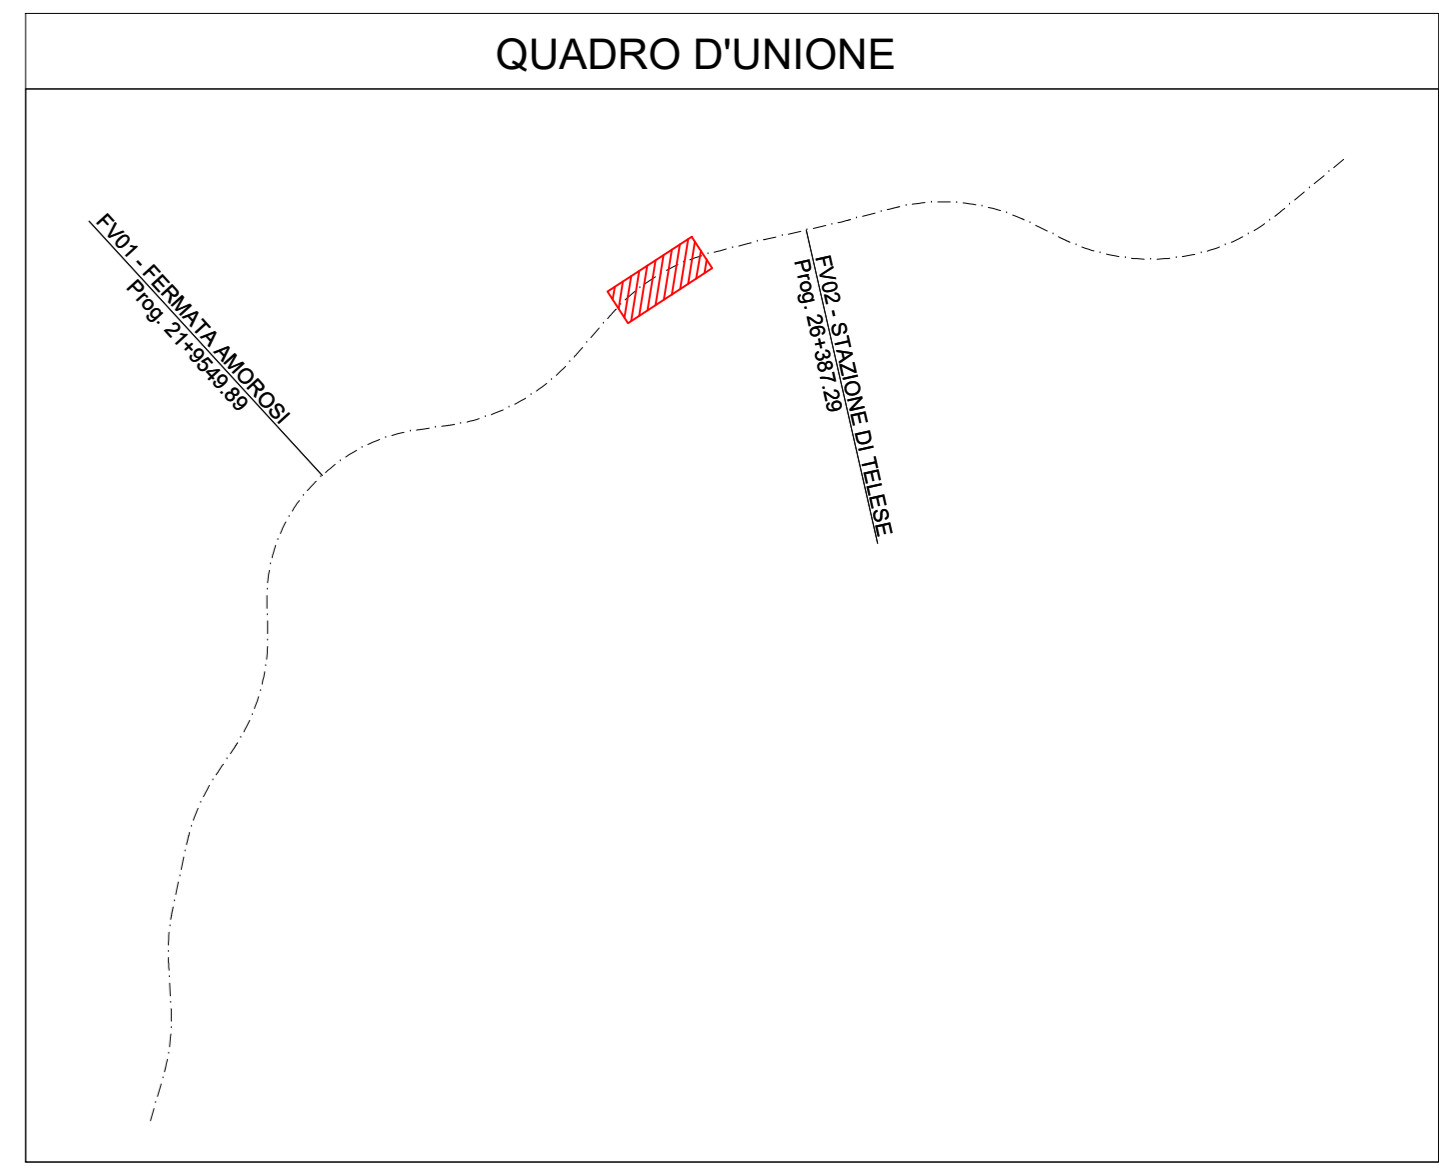 QUADRO D'UNIONE
FV01 - FERMATA AMOROSI
Prog. 21+9549.89
FV02 - STAZIONE DI TELESE
Prog. 26+387.29